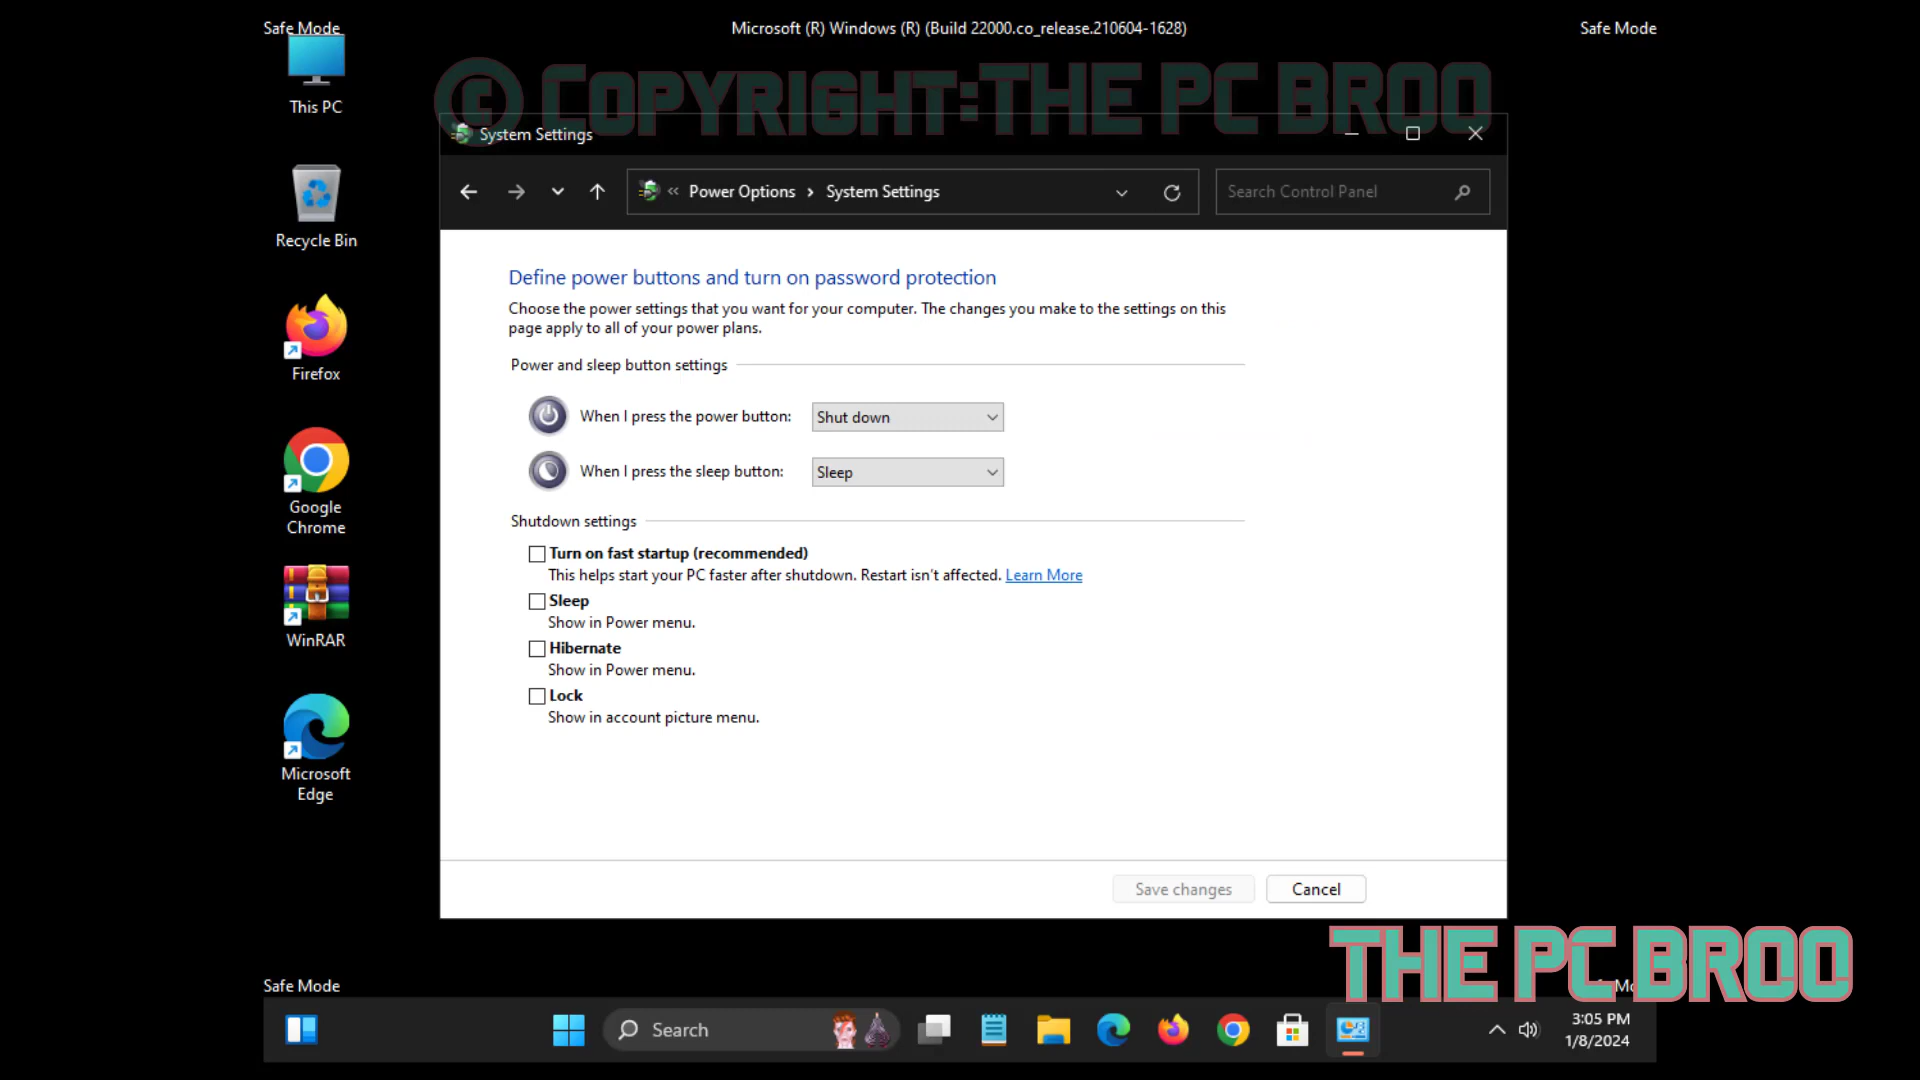 Safe Mode
Microsoft (R) Windows (R) (Build 22000.co_release.210604-1628)
Safe Mode
© COPYRIGHT:THE PC BROO
This PC
Recycle Bin
Firefox
Google
Chrome
WinRAR
Microsoft
Edge
System Settings
« Power Options › System Settings
Search Control Panel
Define power buttons and turn on password protection
Choose the power settings that you want for your computer. The changes you make to the settings on this
page apply to all of your power plans.
Power and sleep button settings
When I press the power button: Shut down
When I press the sleep button: Sleep
Shutdown settings
Turn on fast startup (recommended)
This helps start your PC faster after shutdown. Restart isn't affected. Learn More
Sleep
Show in Power menu.
Hibernate
Show in Power menu.
Lock
Show in account picture menu.
Save changes
Cancel
THE PC BROO
Safe Mode
Search
3:05 PM
1/8/2024